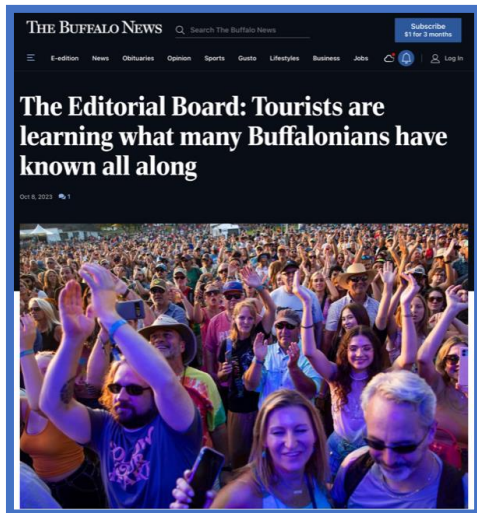 THE BUFFALO NEWS
Search The Buffalo News
Subscribe
$1 for 3 months
E-edition News Obituaries Opinion Sports Gusto Lifestyles Business Jobs Log In
The Editorial Board: Tourists are
learning what many Buffalonians have
known all along
Oct 8, 2023 1